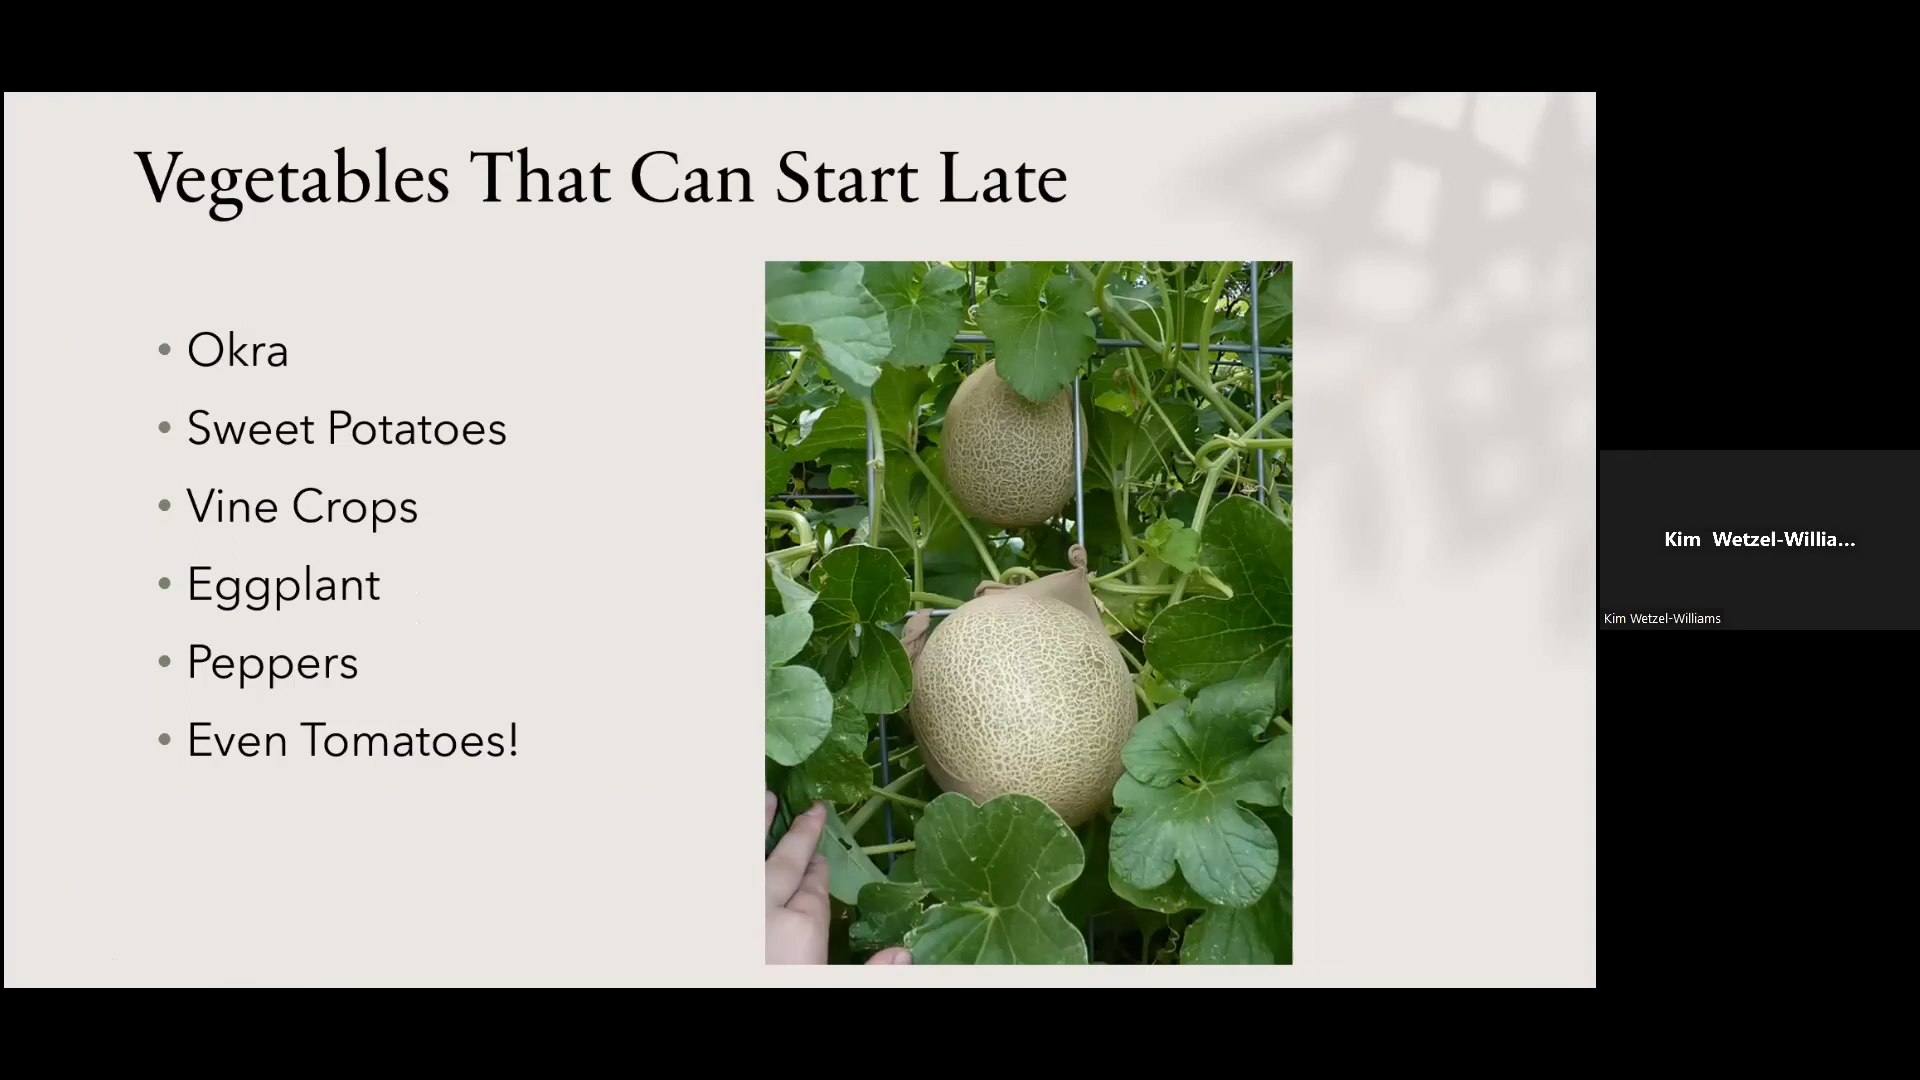 Vegetables That Can Start Late
• Okra
• Sweet Potatoes
• Vine Crops
• Eggplant
• Peppers
• Even Tomatoes!
Kim Wetzel-Willia...
Kim Wetzel-Williams